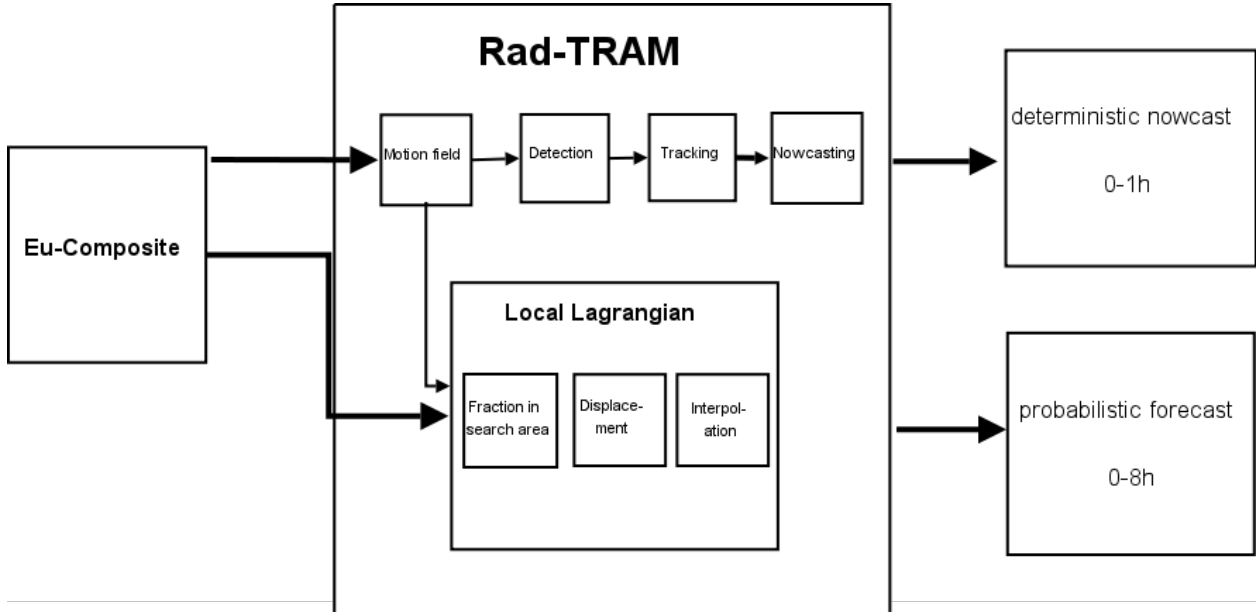 Rad-TRAM
Eu-Composite
Motion field
Detection
Tracking
Nowcasting
Local Lagrangian
Fraction in
search area
Displace-
ment
Interpol-
ation
deterministic nowcast
0-1h
probabilistic forecast
0-8h